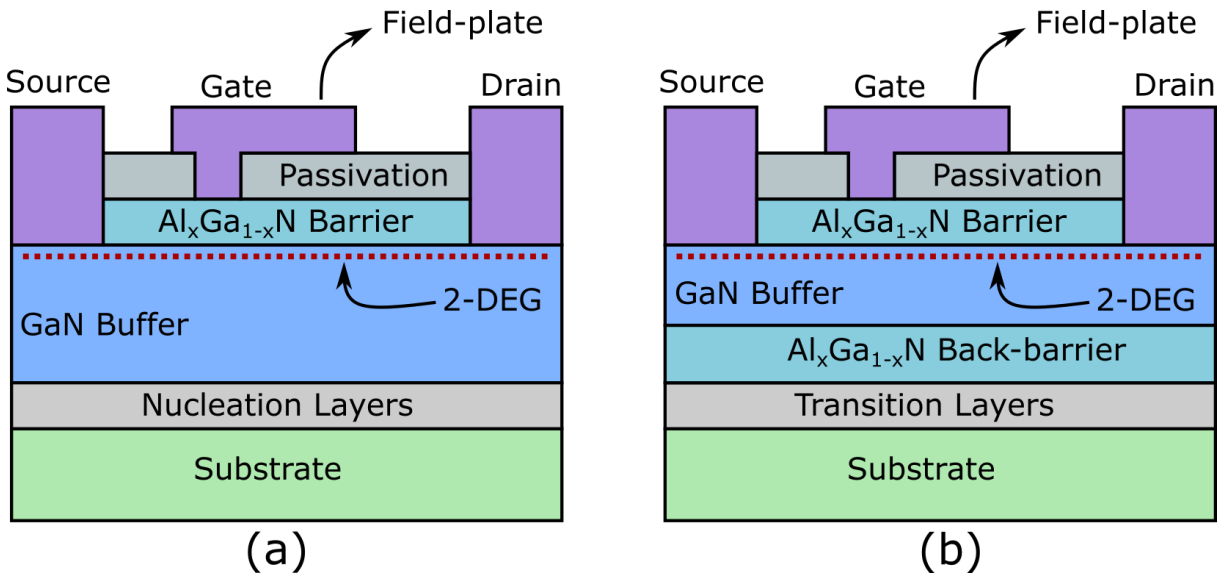 Field-plate
Source
Gate
Drain
Passivation
AlₓGa₁₋ₓN Barrier
2-DEG
GaN Buffer
Nucleation Layers
Substrate
(a)
Field-plate
Source
Gate
Drain
Passivation
AlₓGa₁₋ₓN Barrier
GaN Buffer
2-DEG
AlₓGa₁₋ₓN Back-barrier
Transition Layers
Substrate
(b)